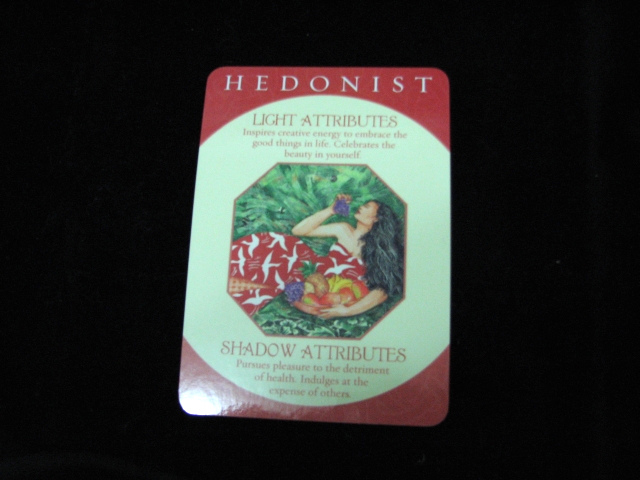 HEDONIST
LIGHT ATTRIBUTES
Inspires creative energy to embrace the
good things in life. Celebrates the
beauty in yourself.
SHADOW ATTRIBUTES
Pursues pleasure to the detriment
of health. Indulges at the
expense of others.